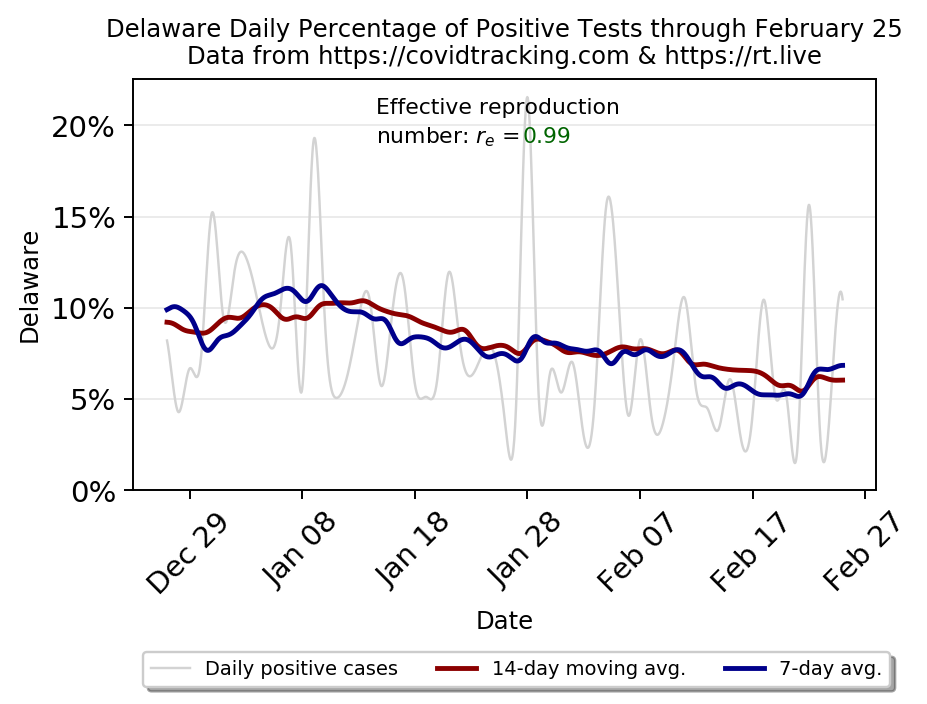 Delaware Daily Percentage of Positive Tests through February 25
Data from https://covidtracking.com & https://rt.live
Effective reproduction
number: rₑ =0.99
20%
15%
10%
5%
0%
Delaware
Dec 29
Jan 08
Jan 18
Jan 28
Feb 07
Feb 17
Feb 27
Date
Daily positive cases
14-day moving avg.
7-day avg.